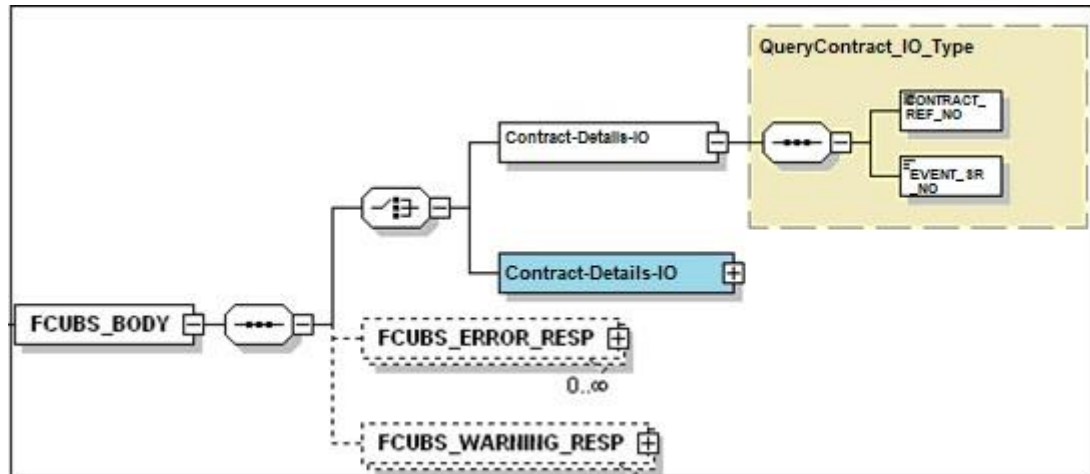 QueryContract_IO_Type
CONTRACT_
REF_NO
Contract-Details-IO
EVENT_SR
_NO
Contract-Details-IO
FCUBS_BODY
FCUBS_ERROR_RESP
0..∞
FCUBS_WARNING_RESP